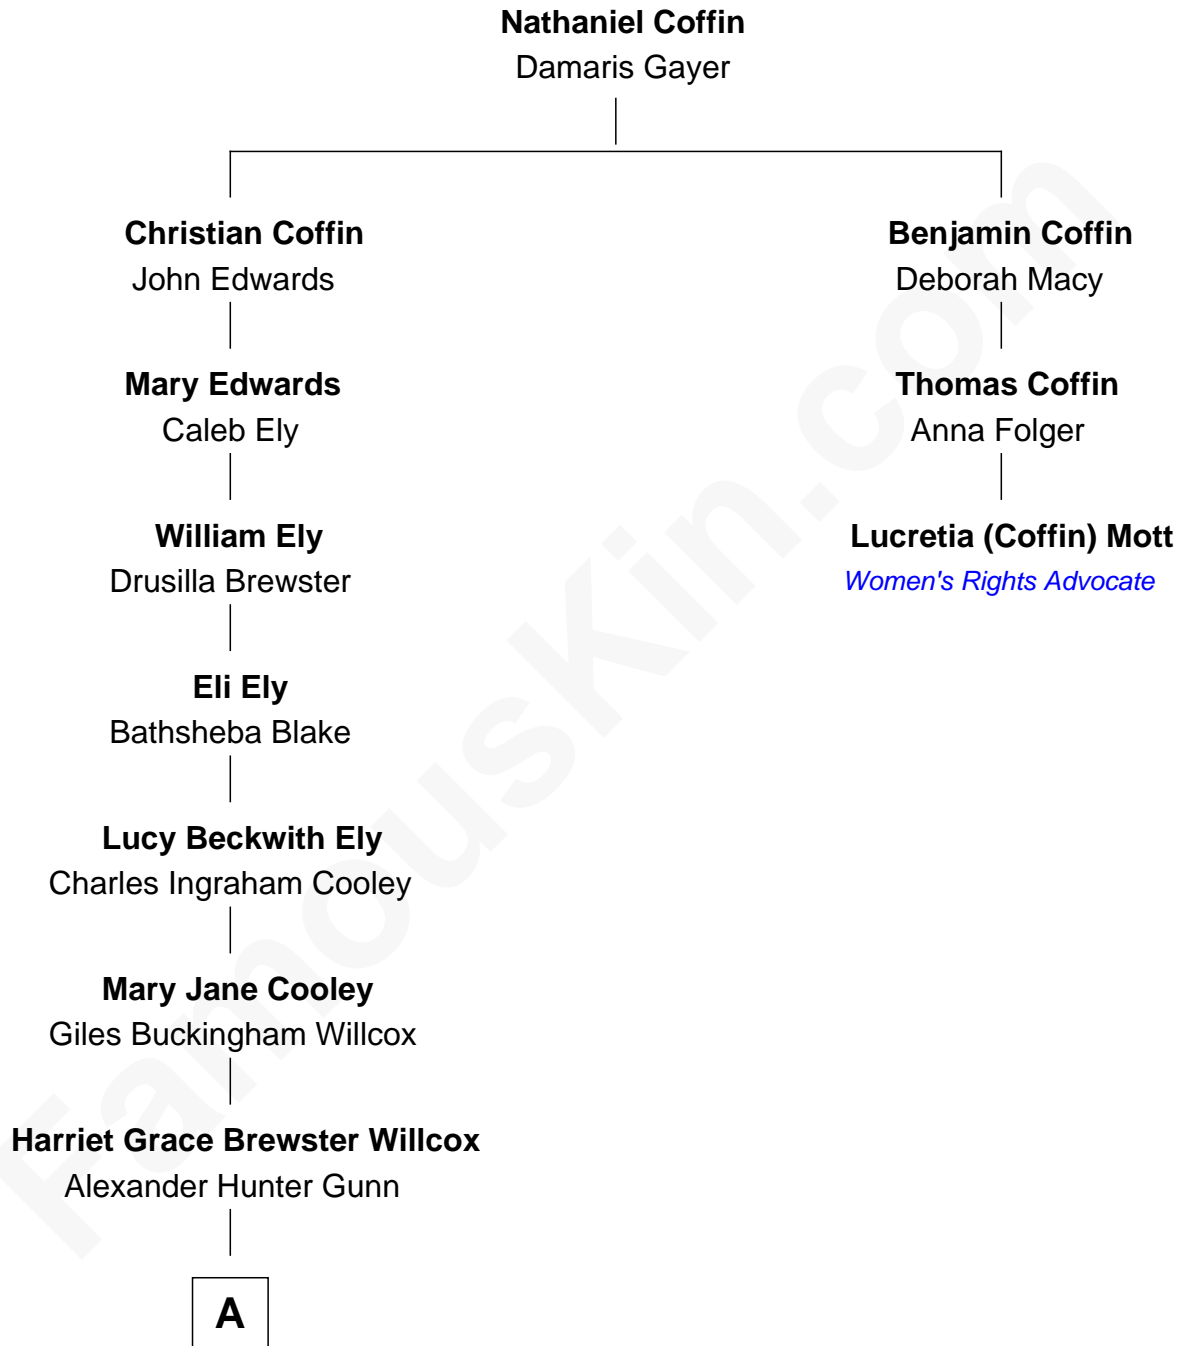 Nathaniel Coffin
Damaris Gayer
Christian Coffin
John Edwards
Benjamin Coffin
Deborah Macy
Mary Edwards
Caleb Ely
Thomas Coffin
Anna Folger
William Ely
Drusilla Brewster
Lucretia (Coffin) Mott
Women's Rights Advocate
Eli Ely
Bathsheba Blake
Lucy Beckwith Ely
Charles Ingraham Cooley
Mary Jane Cooley
Giles Buckingham Willcox
Harriet Grace Brewster Willcox
Alexander Hunter Gunn
A
FamousKin.com